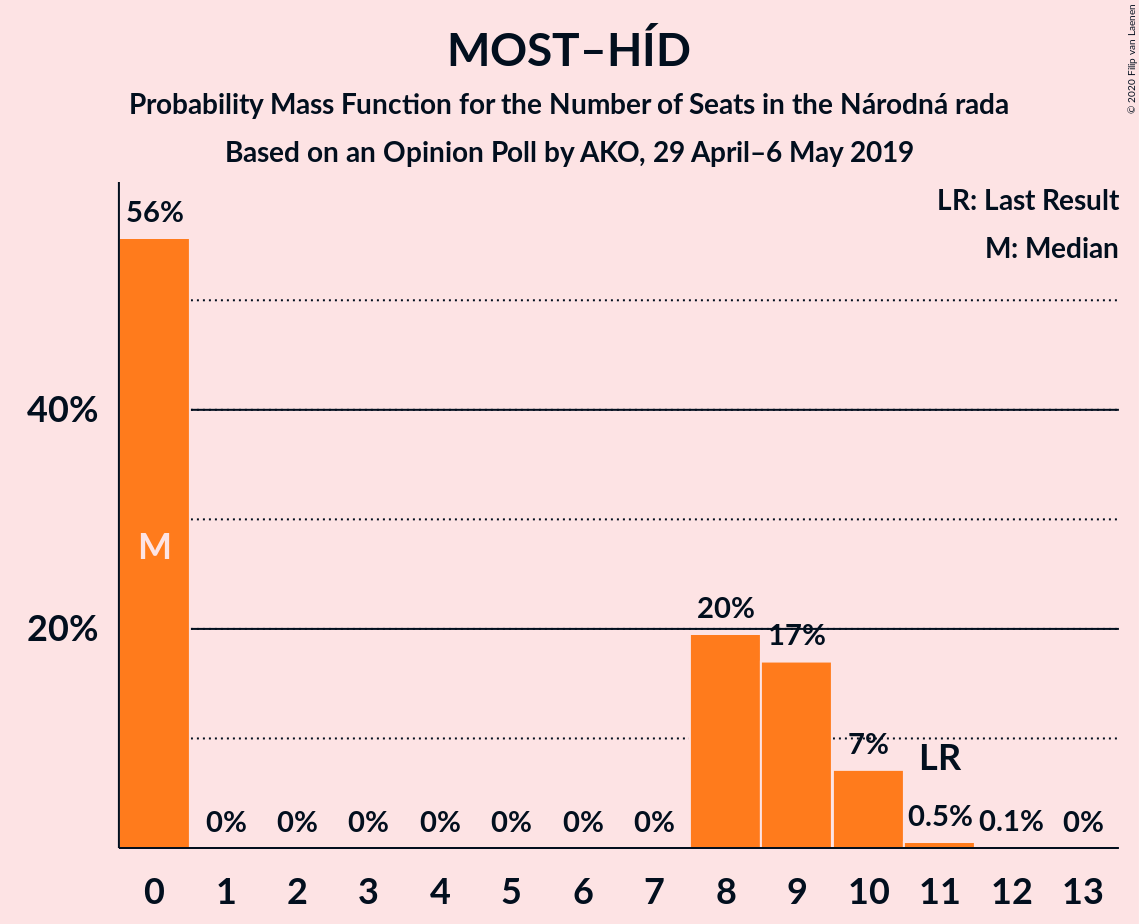 MOST–HÍD
Probability Mass Function for the Number of Seats in the Národná rada
Based on an Opinion Poll by AKO, 29 April–6 May 2019
© 2020 Filip van Laenen
LR: Last Result
M: Median
56%
40%
M
20%
20%
17%
7%
LR
0% 0% 0% 0% 0% 0% 0% 0.5% 0.1% 0%
0 1 2 3 4 5 6 7 8 9 10 11 12 13